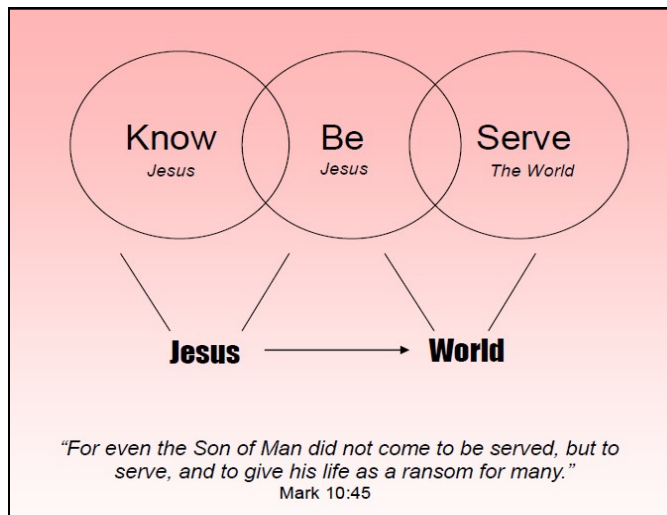 Know Be Serve
Jesus Jesus The World
Jesus World
“For even the Son of Man did not come to be served, but to
serve, and to give his life as a ransom for many.”
Mark 10:45